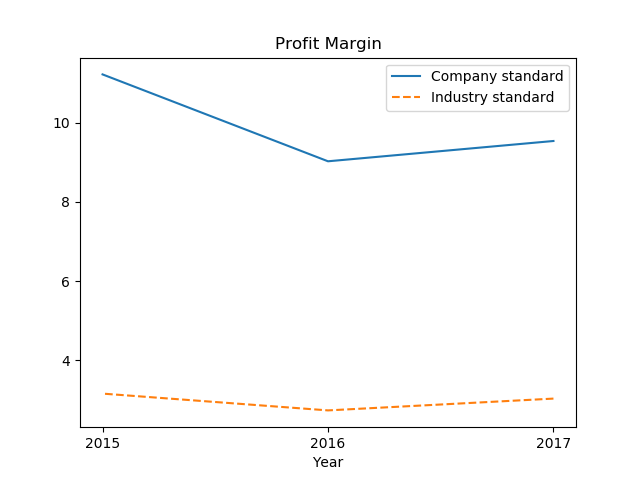 Profit Margin
Company standard
Industry standard
10
8
6
4
2015 2016 2017
Year